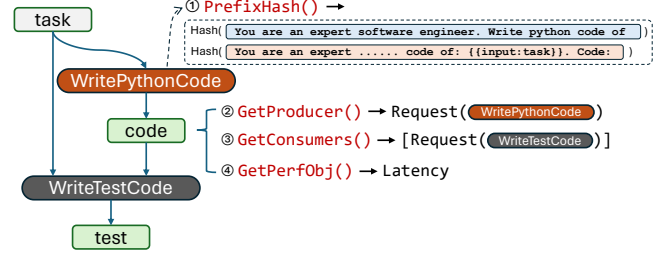 task
① PrefixHash() →
Hash( You are an expert software engineer. Write python code of )
Hash( You are an expert ...... code of: {{input:task}}. Code: )
WritePythonCode
② GetProducer() → Request(WritePythonCode)
code
③ GetConsumers() → [Request(WriteTestCode)]
④ GetPerfObj() → Latency
WriteTestCode
test